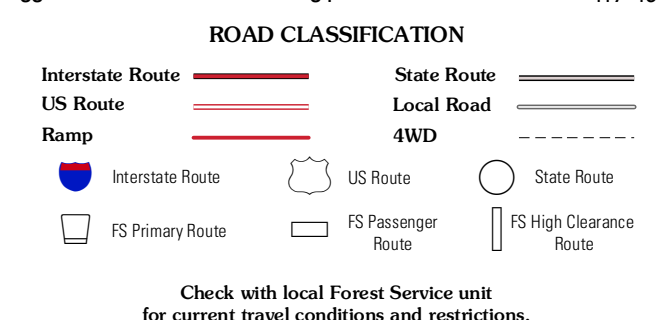 ROAD CLASSIFICATION
Interstate Route State Route
US Route Local Road
Ramp 4WD
Interstate Route US Route State Route
FS Primary Route FS Passenger Route FS High Clearance Route
Check with local Forest Service unit
for current travel conditions and restrictions.